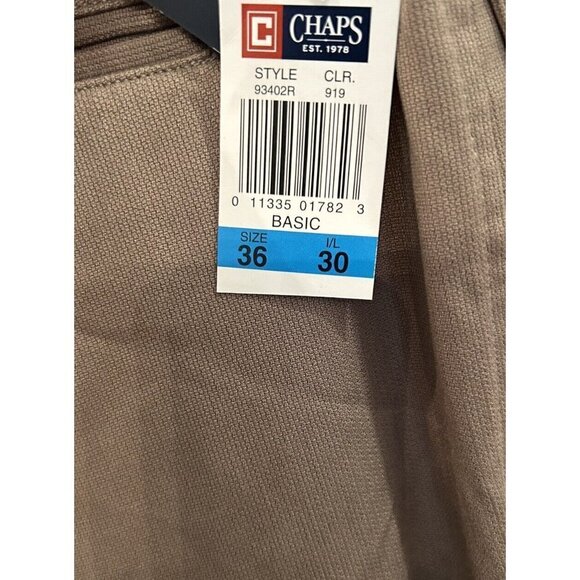 C CHAPS
EST. 1978
STYLE CLR.
93402R 919
0 11335 01782 3
BASIC
SIZE I/L
36 30